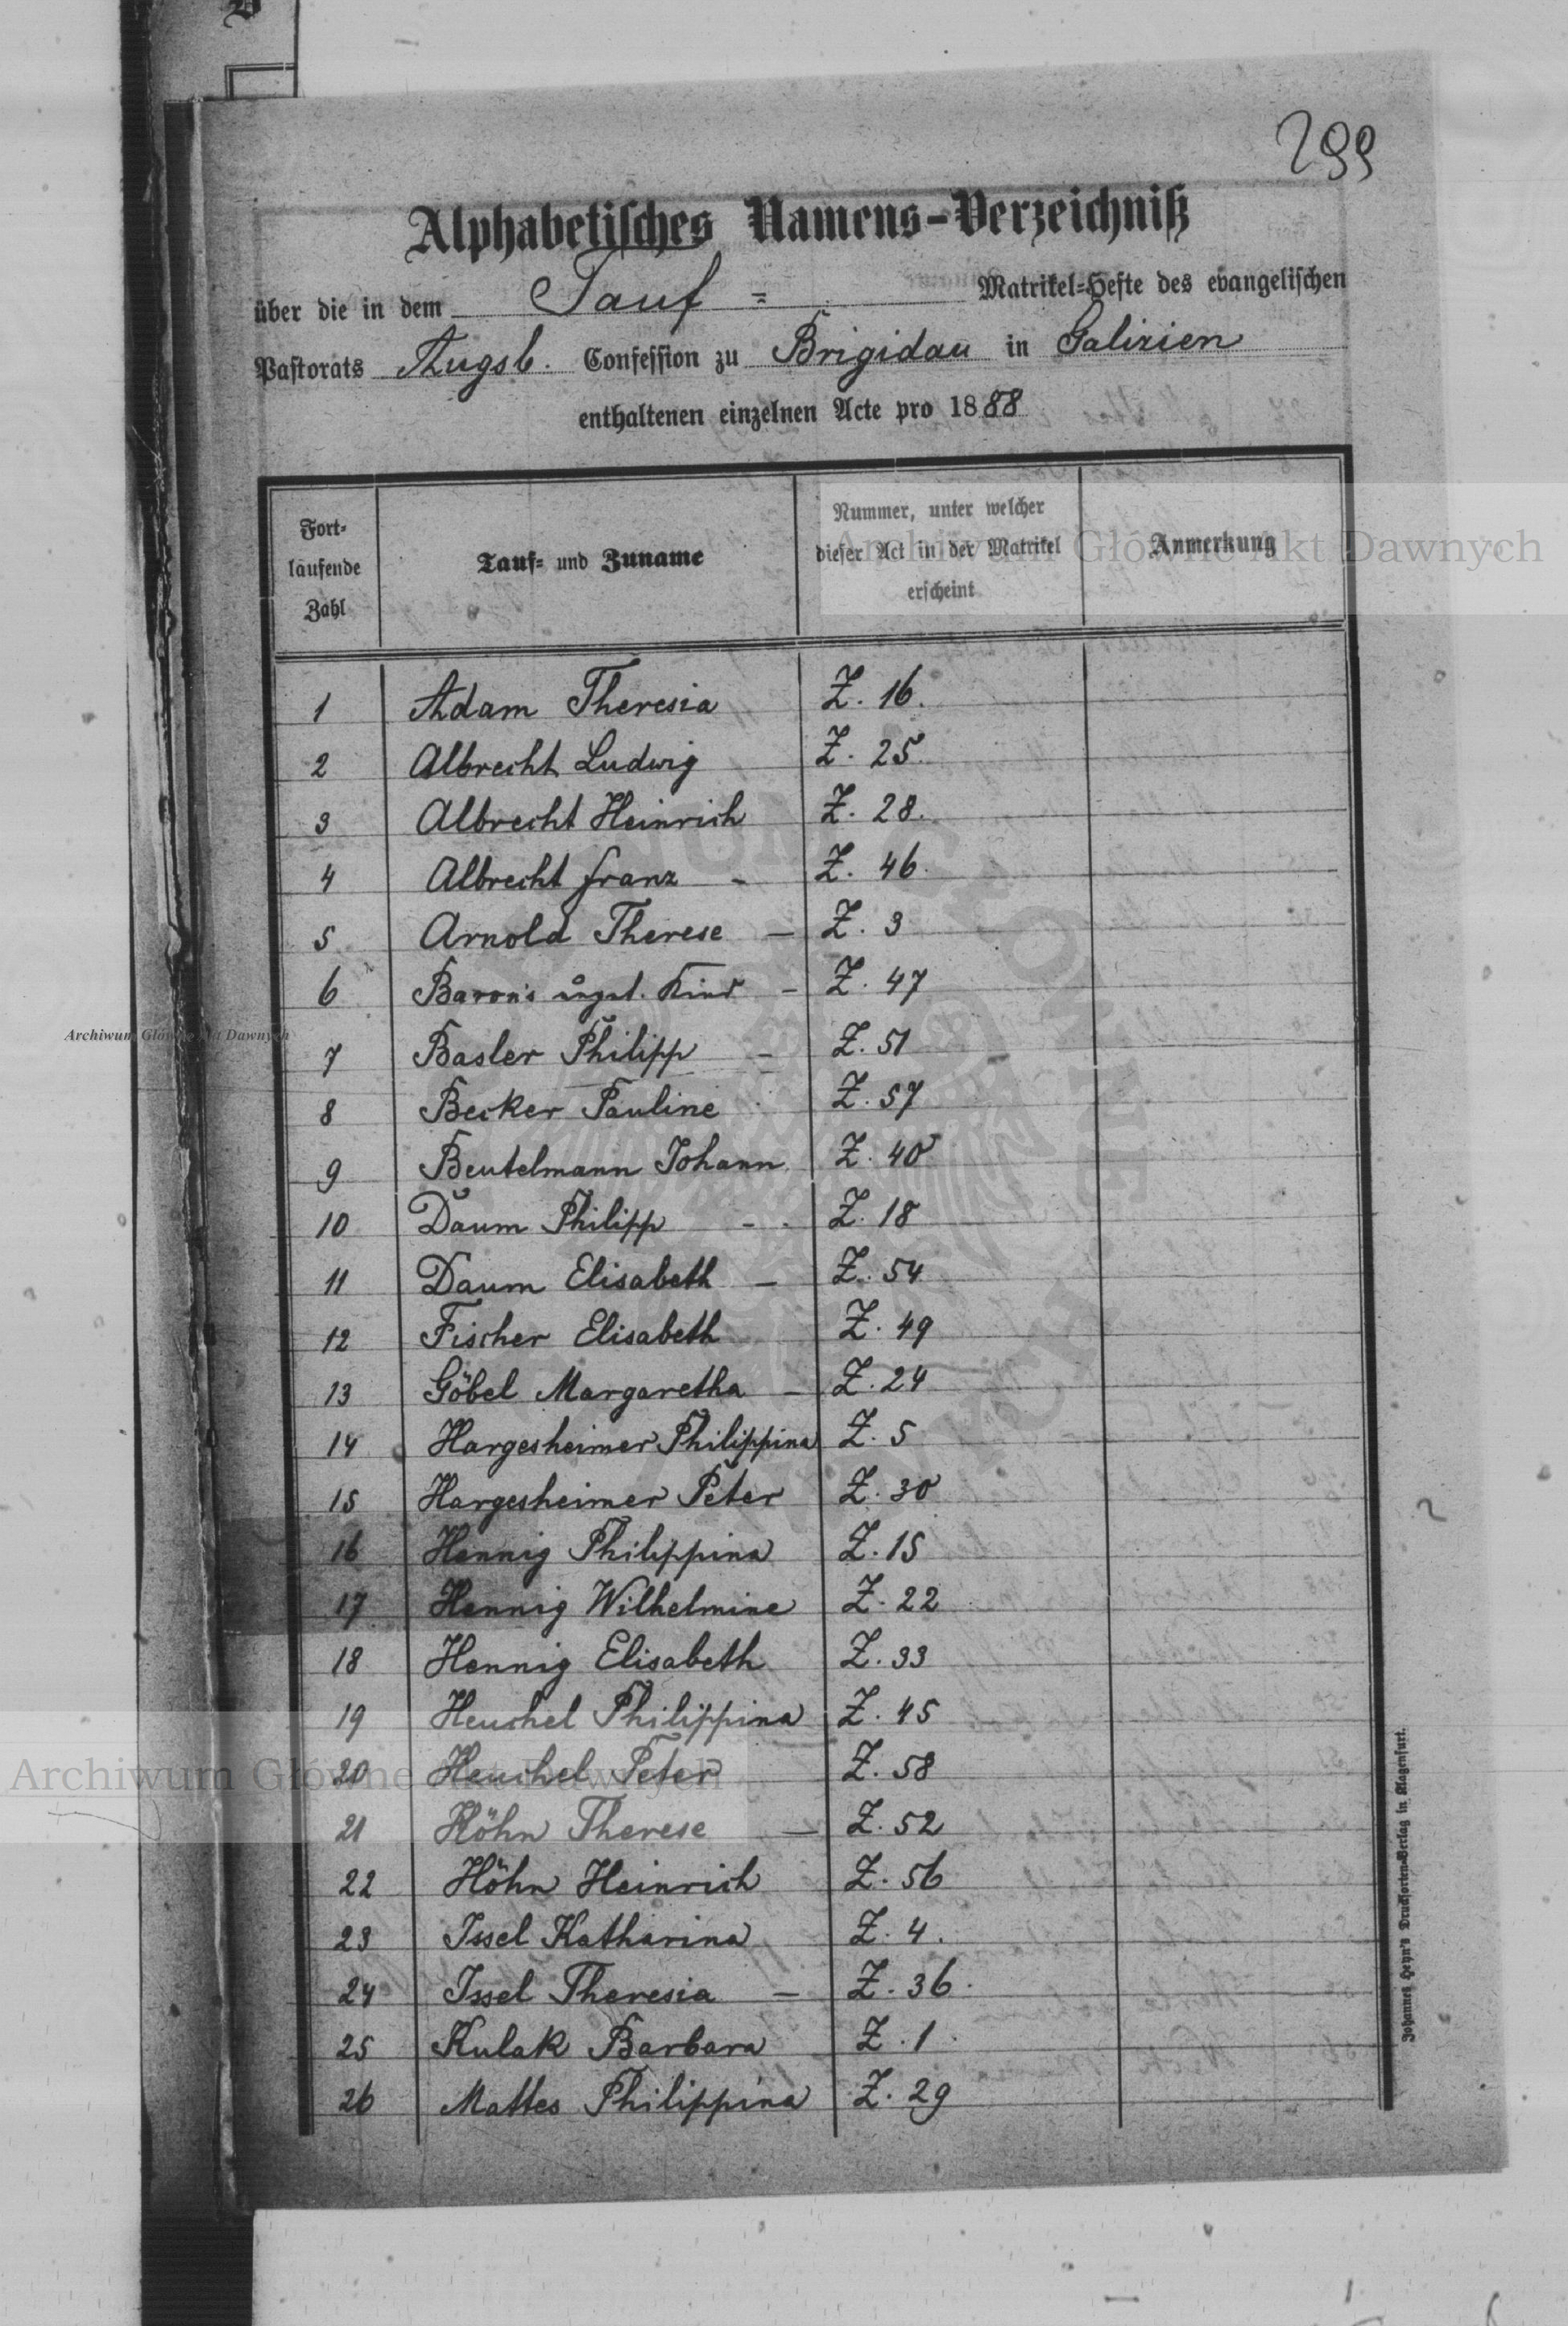 299
Alphabetisches Namens-Verzeichniß
über die in dem Tauf = Matrikel-Hefte des evangelischen
Pastorats Augsb. Confession zu Brigidau in Galizien
enthaltenen einzelnen Acte pro 1888
Fort-
laufende
Zahl
Tauf- und Zuname
Nummer, unter welcher
dieser Act in der Matrikel
erscheint
Anmerkung
1 Adam Theresia Z. 16.
2 Albrecht Ludwig Z. 25.
3 Albrecht Heinrich Z. 28.
4 Albrecht Franz - Z. 46.
5 Arnold Therese - Z. 3
6 Baron's ungt. Kind - Z. 47
7 Basler Philipp - Z. 51
8 Becker Pauline Z. 57
9 Beutelmann Johann Z. 40
10 Daum Philipp - - Z. 18
11 Daum Elisabeth - Z. 54
12 Fischer Elisabeth Z. 49
13 Göbel Margaretha - Z. 24
14 Hargesheimer Philippina Z. 5
15 Hargesheimer Peter Z. 30
16 Hennig Philippina Z. 15
17 Hennig Wilhelmine Z. 22
18 Hennig Elisabeth Z. 33
19 Heuchel Philippina Z. 45
20 Heuchel Peter Z. 58
21 Höhn Therese - Z. 52
22 Höhn Heinrich Z. 56
23 Issel Katharina Z. 4.
24 Issel Theresia - Z. 36.
25 Kulak Barbara Z. 1.
26 Mattes Philippina Z. 29
Johannes Heyn's Drucksorten-Verlag in Klagenfurt.
Archiwum Główne Akt Dawnych
Archiwum Główne Akt Dawnych
Archiwum Główne Akt Dawnych